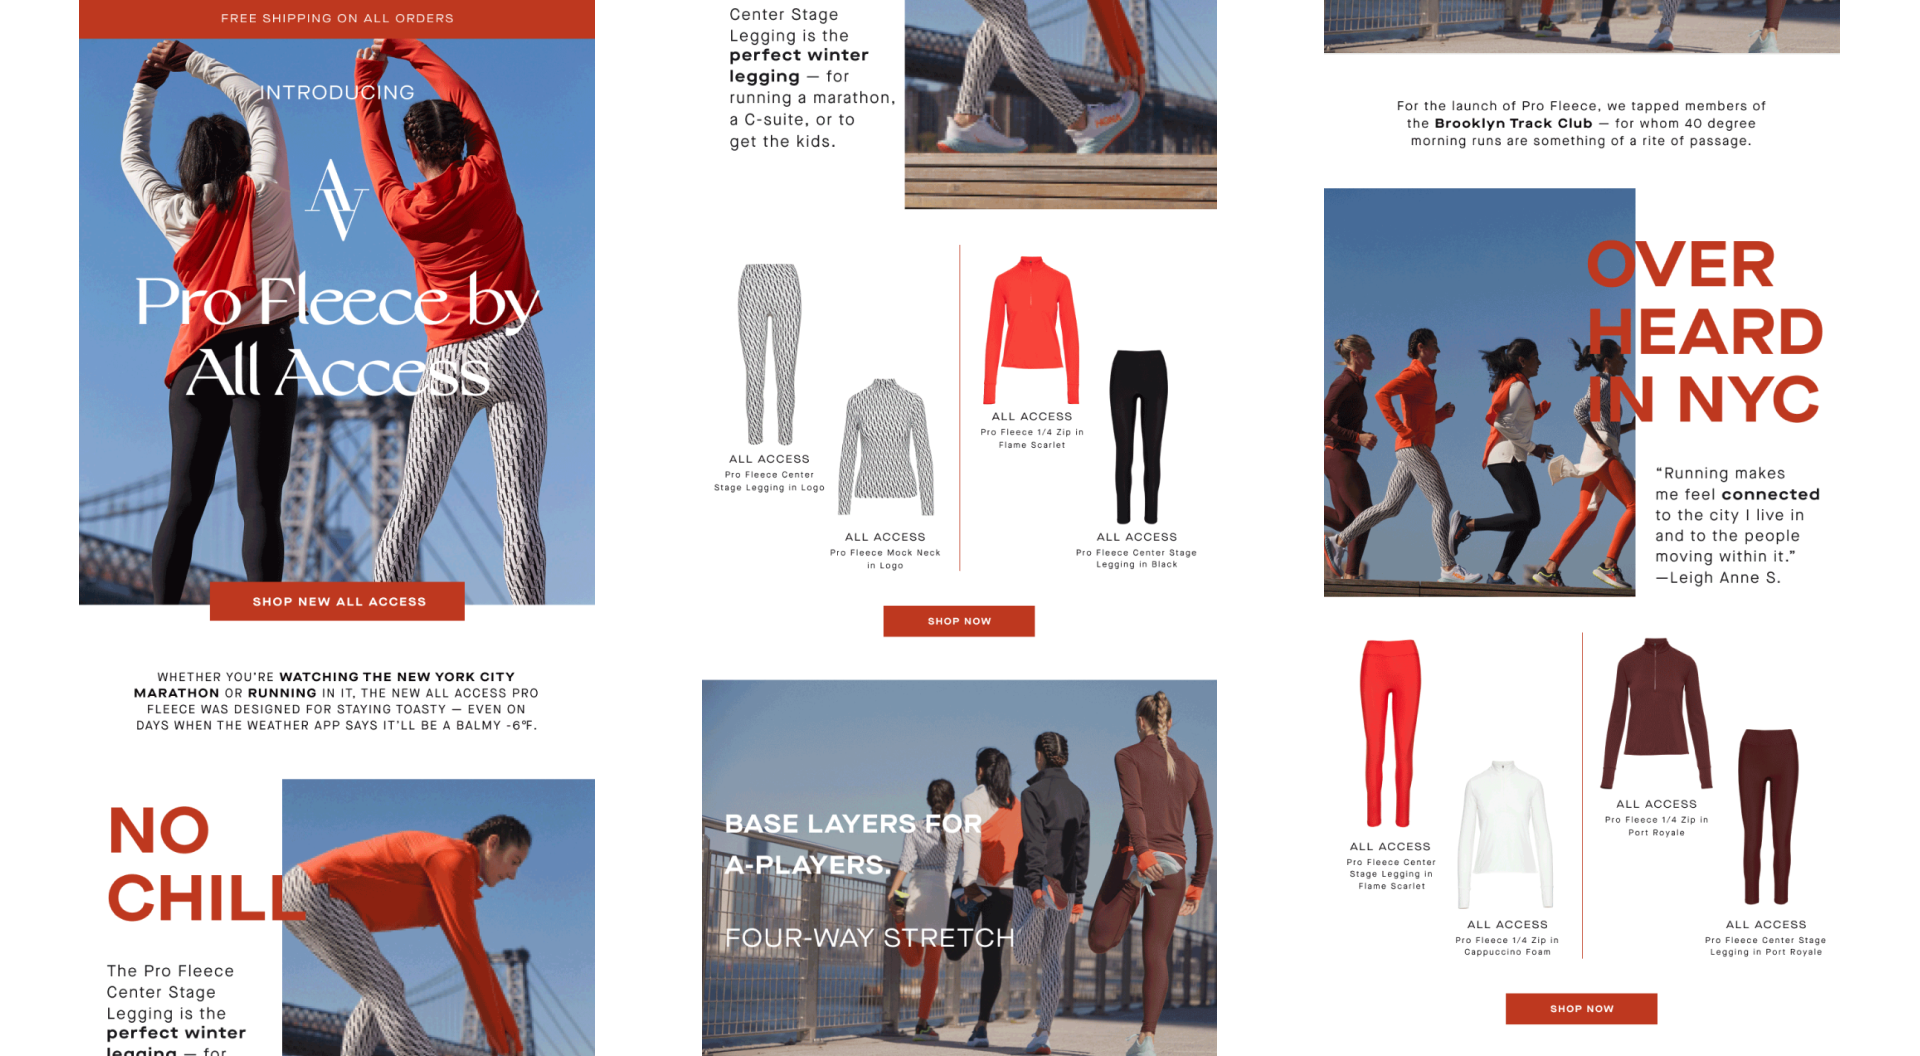 FREE SHIPPING ON ALL ORDERS
INTRODUCING
Pro Fleece by
All Access
SHOP NEW ALL ACCESS
WHETHER YOU'RE WATCHING THE NEW YORK CITY
MARATHON OR RUNNING IN IT, THE NEW ALL ACCESS PRO
FLEECE WAS DESIGNED FOR STAYING TOASTY — EVEN ON
DAYS WHEN THE WEATHER APP SAYS IT'LL BE A BALMY -6°F.
NO
CHILL
The Pro Fleece
Center Stage
Legging is the
perfect winter
legging — for
Center Stage
Legging is the
perfect winter
legging — for
running a marathon,
a C-suite, or to
get the kids.
ALL ACCESS
Pro Fleece Center
Stage Legging in Logo
ALL ACCESS
Pro Fleece Mock Neck
in Logo
ALL ACCESS
Pro Fleece 1/4 Zip in
Flame Scarlet
ALL ACCESS
Pro Fleece Center Stage
Legging in Black
SHOP NOW
BASE LAYERS FOR
A-PLAYERS.
FOUR-WAY STRETCH
For the launch of Pro Fleece, we tapped members of
the Brooklyn Track Club — for whom 40 degree
morning runs are something of a rite of passage.
OVER
HEARD
IN NYC
“Running makes
me feel connected
to the city I live in
and to the people
moving within it.”
—Leigh Anne S.
ALL ACCESS
Pro Fleece Center
Stage Legging in
Flame Scarlet
ALL ACCESS
Pro Fleece 1/4 Zip in
Cappuccino Foam
ALL ACCESS
Pro Fleece 1/4 Zip in
Port Royale
ALL ACCESS
Pro Fleece Center Stage
Legging in Port Royale
SHOP NOW